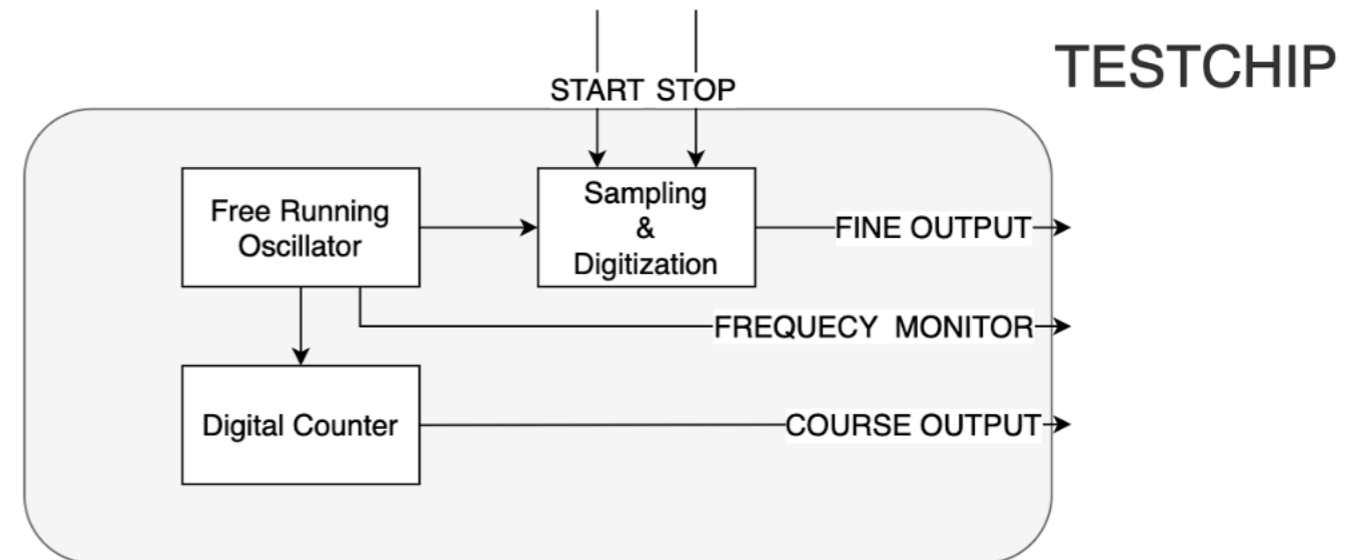 TESTCHIP
START STOP
Free Running
Oscillator
Sampling
&
Digitization
FINE OUTPUT
FREQUECY MONITOR
Digital Counter
COURSE OUTPUT